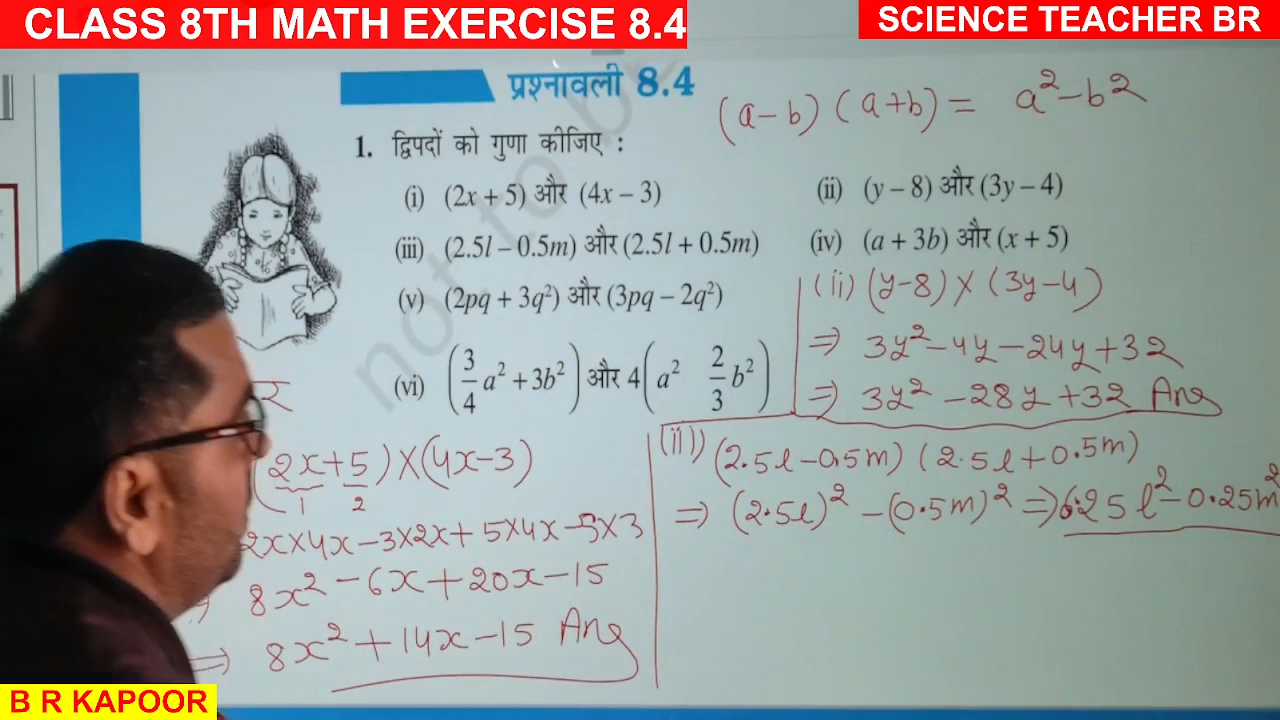 CLASS 8TH MATH EXERCISE 8.4
SCIENCE TEACHER BR
प्रश्नावली 8.4
(a-b) (a+b) = a²-b²
1. द्विपदों को गुणा कीजिए :
(i) (2x + 5) और (4x – 3)
(ii) (y – 8) और (3y – 4)
(iii) (2.5l – 0.5m) और (2.5l + 0.5m)
(iv) (a + 3b) और (x + 5)
(v) (2pq + 3q²) और (3pq – 2q²)
(vi) (3/4 a² + 3b²) और 4(a² 2/3 b²)
not to be
(2x+5)×(4x-3)
1 2
2x×4x-3×2x+5×4x-5×3
8x²-6x+20x-15
⇒ 8x²+14x-15 Ans
(ii) (y-8) × (3y-4)
⇒ 3y²-4y-24y+32
⇒ 3y²-28y+32 Ans
(ii) (2.5l-0.5m) (2.5l+0.5m)
⇒ (2.5l)² - (0.5m)² ⇒ 6.25l²-0.25m²
B R KAPOOR